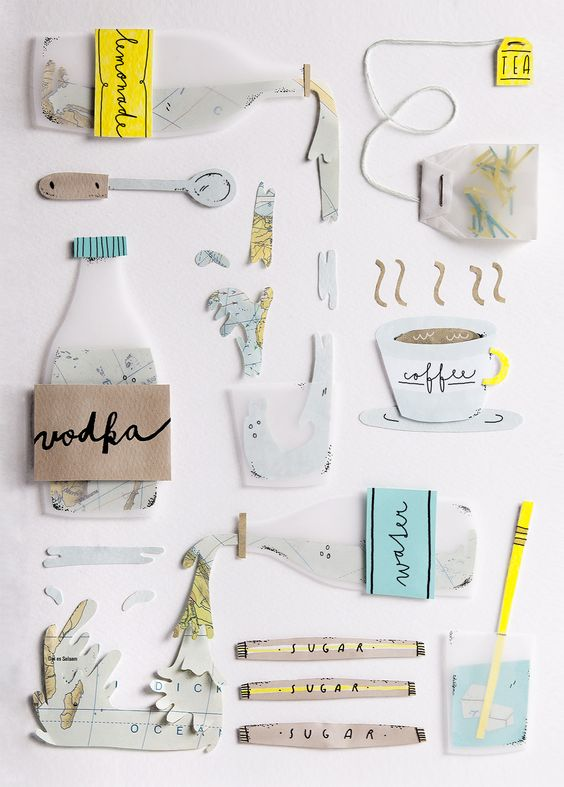 lemonade
TEA
coffee
vodka
water
SUGAR
SUGAR
SUGAR
DICK
OCEA